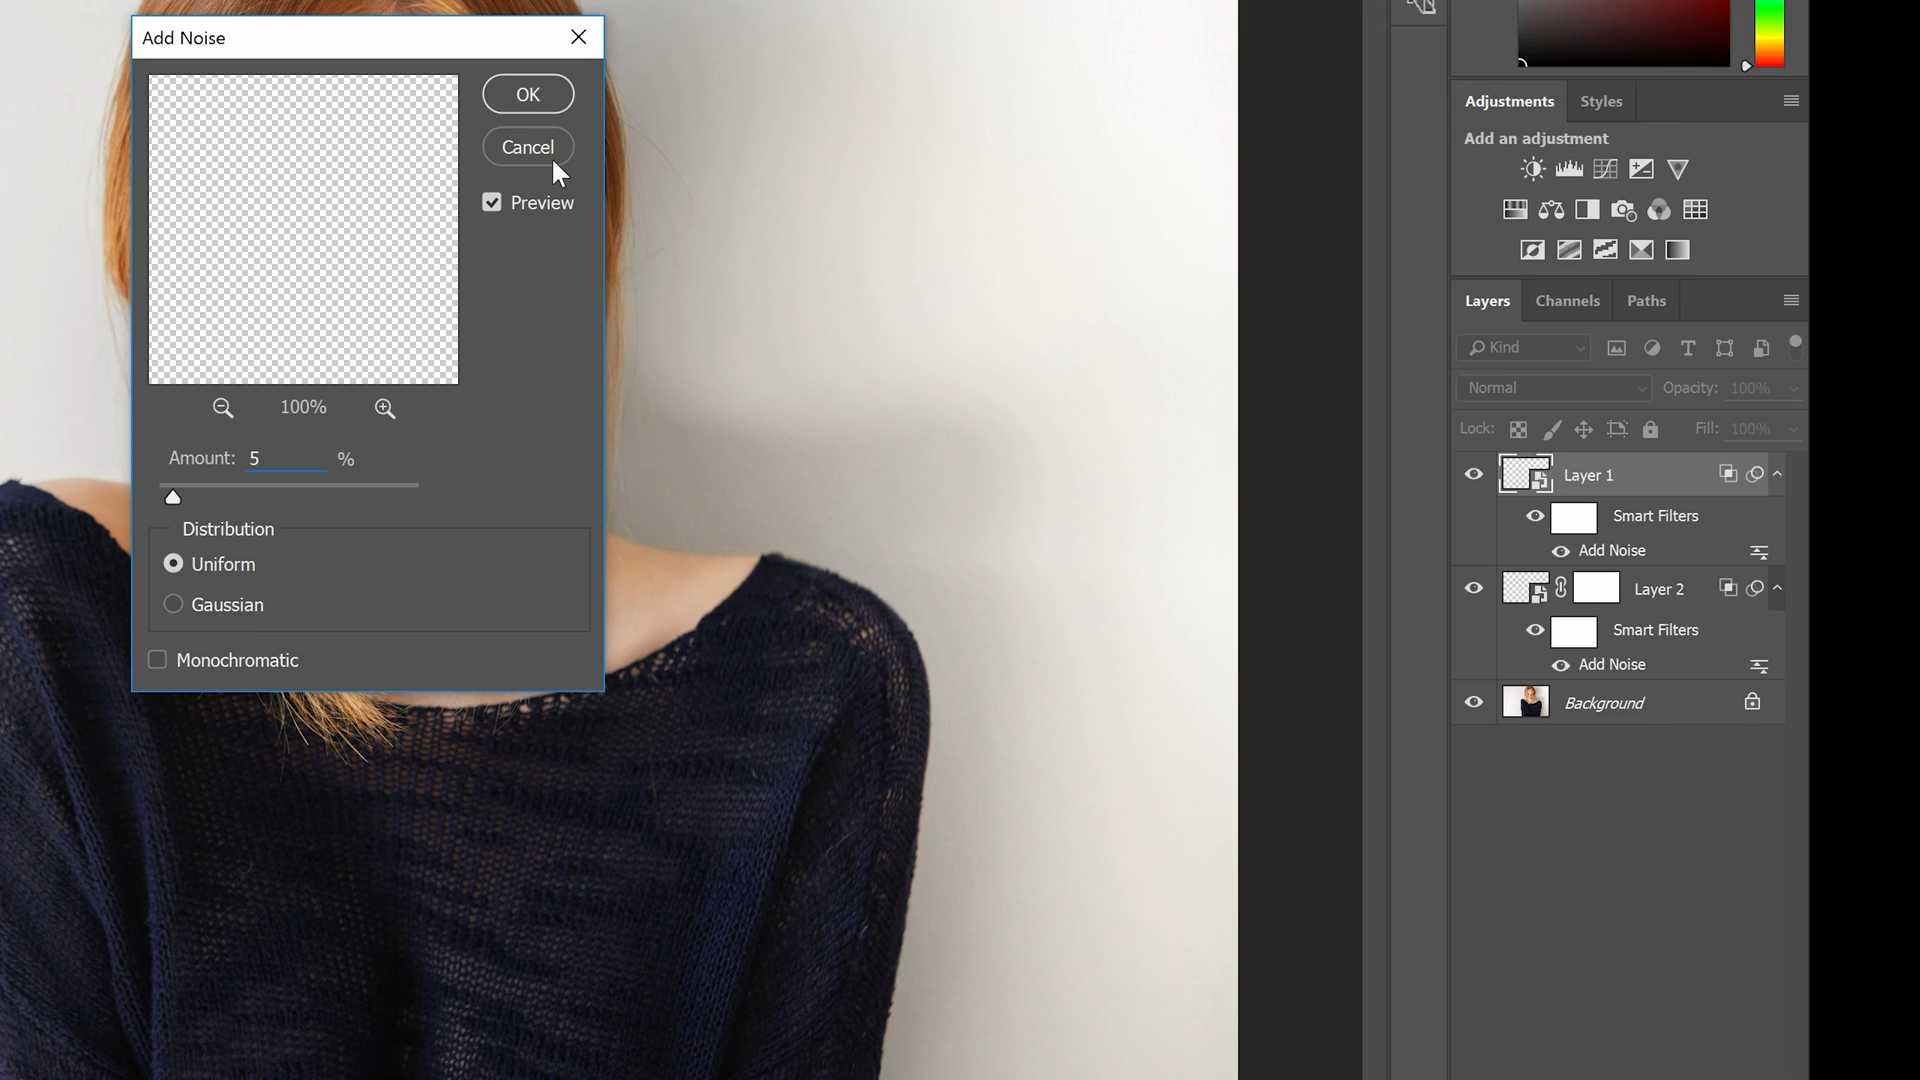 Add Noise
OK
Cancel
Preview
100%
Amount: 5 %
Distribution
Uniform
Gaussian
Monochromatic
Adjustments Styles
Add an adjustment
Layers Channels Paths
Kind
Normal Opacity: 100%
Lock: Fill: 100%
Layer 1
Smart Filters
Add Noise
Layer 2
Smart Filters
Add Noise
Background